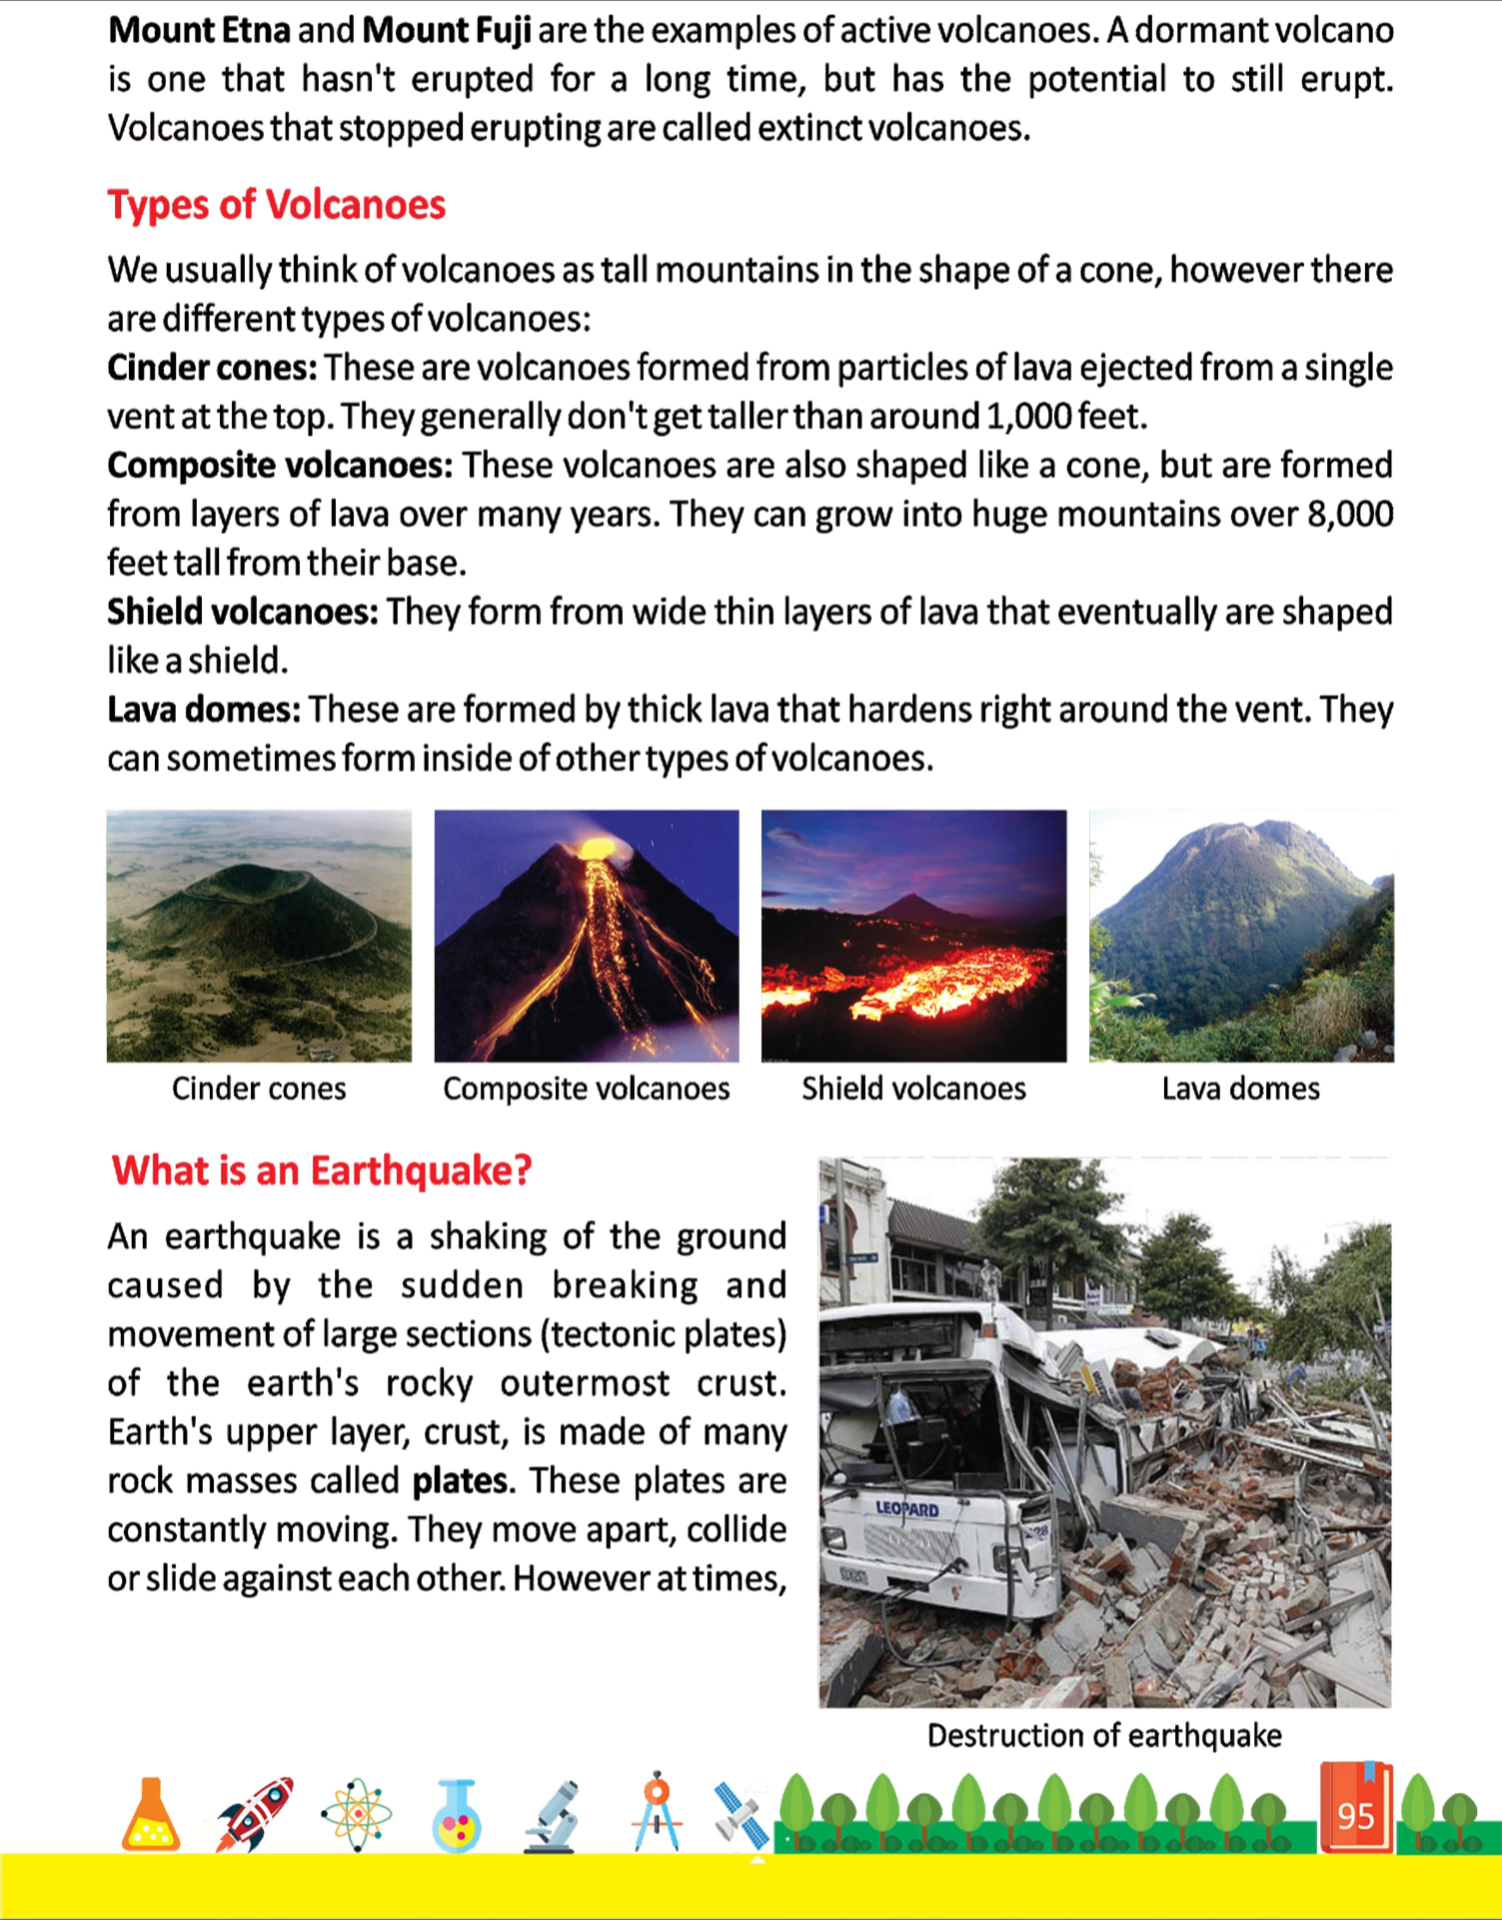 Mount Etna and Mount Fuji are the examples of active volcanoes. A dormant volcano
is one that hasn't erupted for a long time, but has the potential to still erupt.
Volcanoes that stopped erupting are called extinct volcanoes.
Types of Volcanoes
We usually think of volcanoes as tall mountains in the shape of a cone, however there
are different types of volcanoes:
Cinder cones: These are volcanoes formed from particles of lava ejected from a single
vent at the top. They generally don't get taller than around 1,000 feet.
Composite volcanoes: These volcanoes are also shaped like a cone, but are formed
from layers of lava over many years. They can grow into huge mountains over 8,000
feet tall from their base.
Shield volcanoes: They form from wide thin layers of lava that eventually are shaped
like a shield.
Lava domes: These are formed by thick lava that hardens right around the vent. They
can sometimes form inside of other types of volcanoes.
Cinder cones
Composite volcanoes
Shield volcanoes
Lava domes
What is an Earthquake?
An earthquake is a shaking of the ground
caused by the sudden breaking and
movement of large sections (tectonic plates)
of the earth's rocky outermost crust.
Earth's upper layer, crust, is made of many
rock masses called plates. These plates are
constantly moving. They move apart, collide
or slide against each other. However at times,
LEOPARD
Destruction of earthquake
95